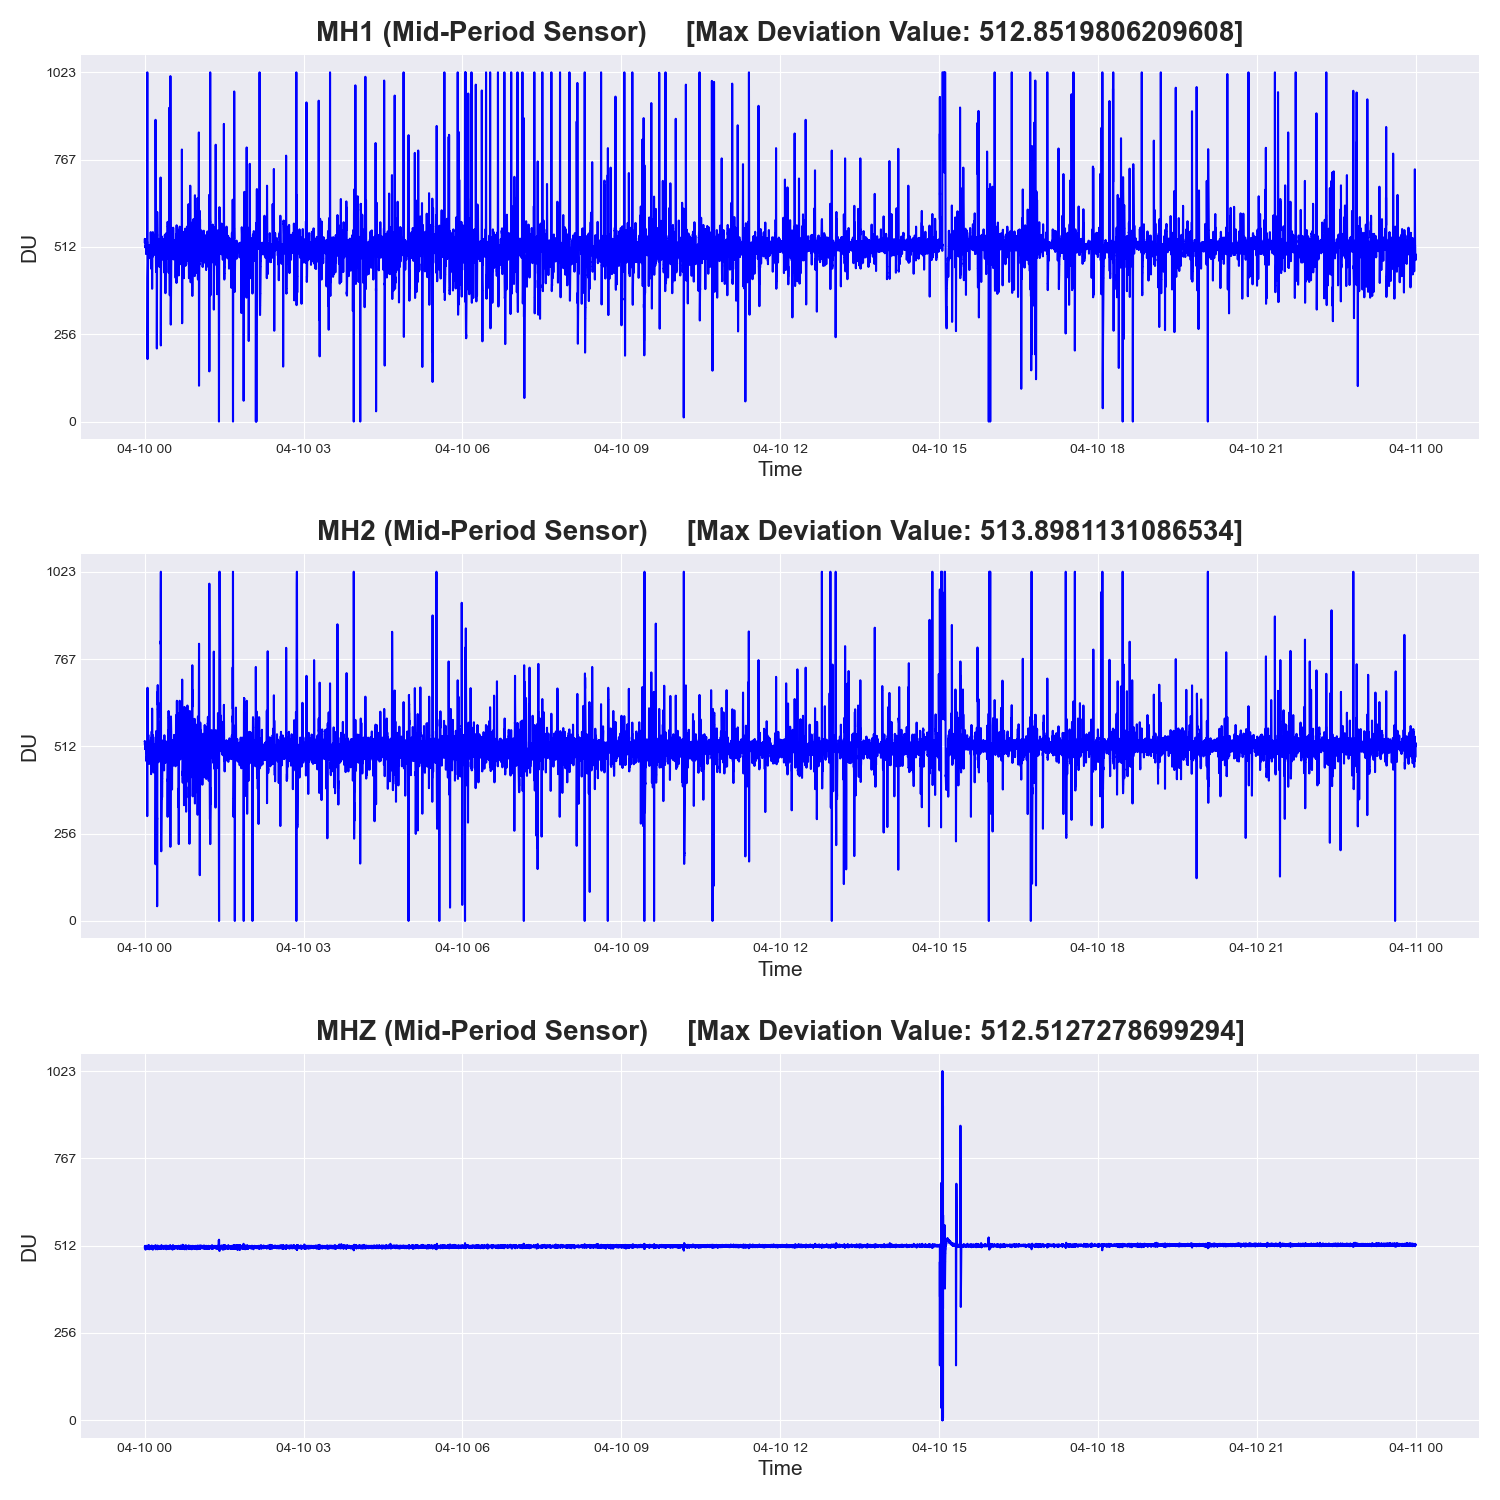 MH1 (Mid-Period Sensor) [Max Deviation Value: 512.8519806209608]
1023
767
512
256
0
DU
04-10 00 04-10 03 04-10 06 04-10 09 04-10 12 04-10 15 04-10 18 04-10 21 04-11 00
Time
MH2 (Mid-Period Sensor) [Max Deviation Value: 513.8981131086534]
1023
767
512
256
0
DU
04-10 00 04-10 03 04-10 06 04-10 09 04-10 12 04-10 15 04-10 18 04-10 21 04-11 00
Time
MHZ (Mid-Period Sensor) [Max Deviation Value: 512.5127278699294]
1023
767
512
256
0
DU
04-10 00 04-10 03 04-10 06 04-10 09 04-10 12 04-10 15 04-10 18 04-10 21 04-11 00
Time